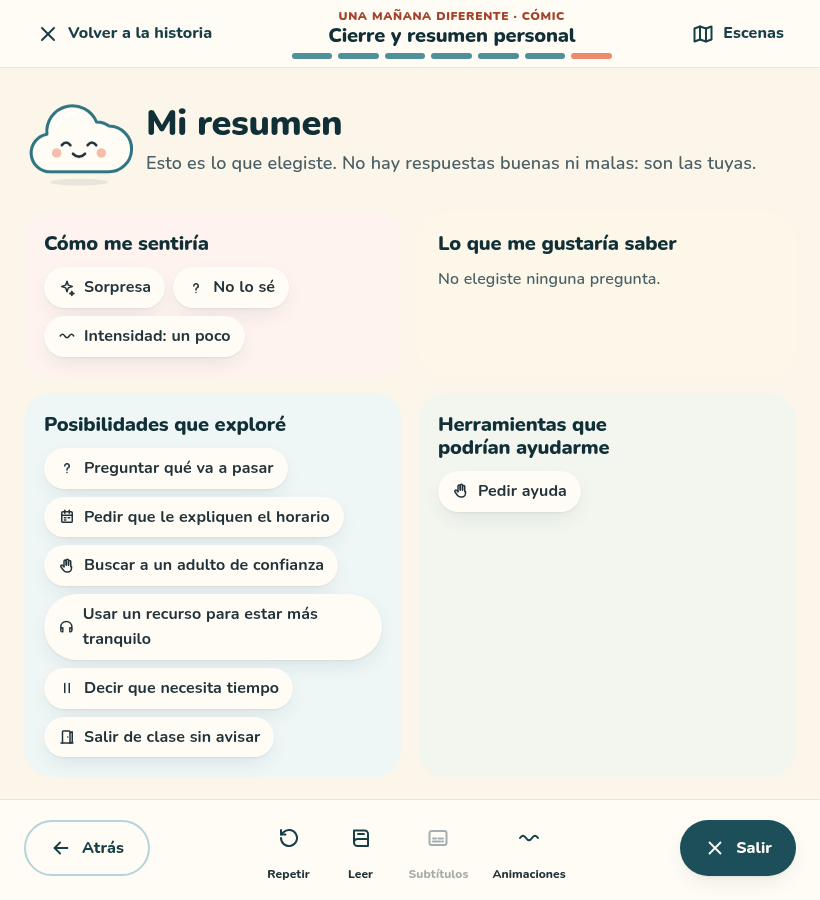 Volver a la historia
UNA MAÑANA DIFERENTE · CÓMIC
Cierre y resumen personal
Escenas
Mi resumen
Esto es lo que elegiste. No hay respuestas buenas ni malas: son las tuyas.
Cómo me sentiría
Sorpresa
? No lo sé
Intensidad: un poco
Lo que me gustaría saber
No elegiste ninguna pregunta.
Posibilidades que exploré
? Preguntar qué va a pasar
Pedir que le expliquen el horario
Buscar a un adulto de confianza
Usar un recurso para estar más
tranquilo
Decir que necesita tiempo
Salir de clase sin avisar
Herramientas que
podrían ayudarme
Pedir ayuda
Atrás
Repetir
Leer
Subtítulos
Animaciones
Salir